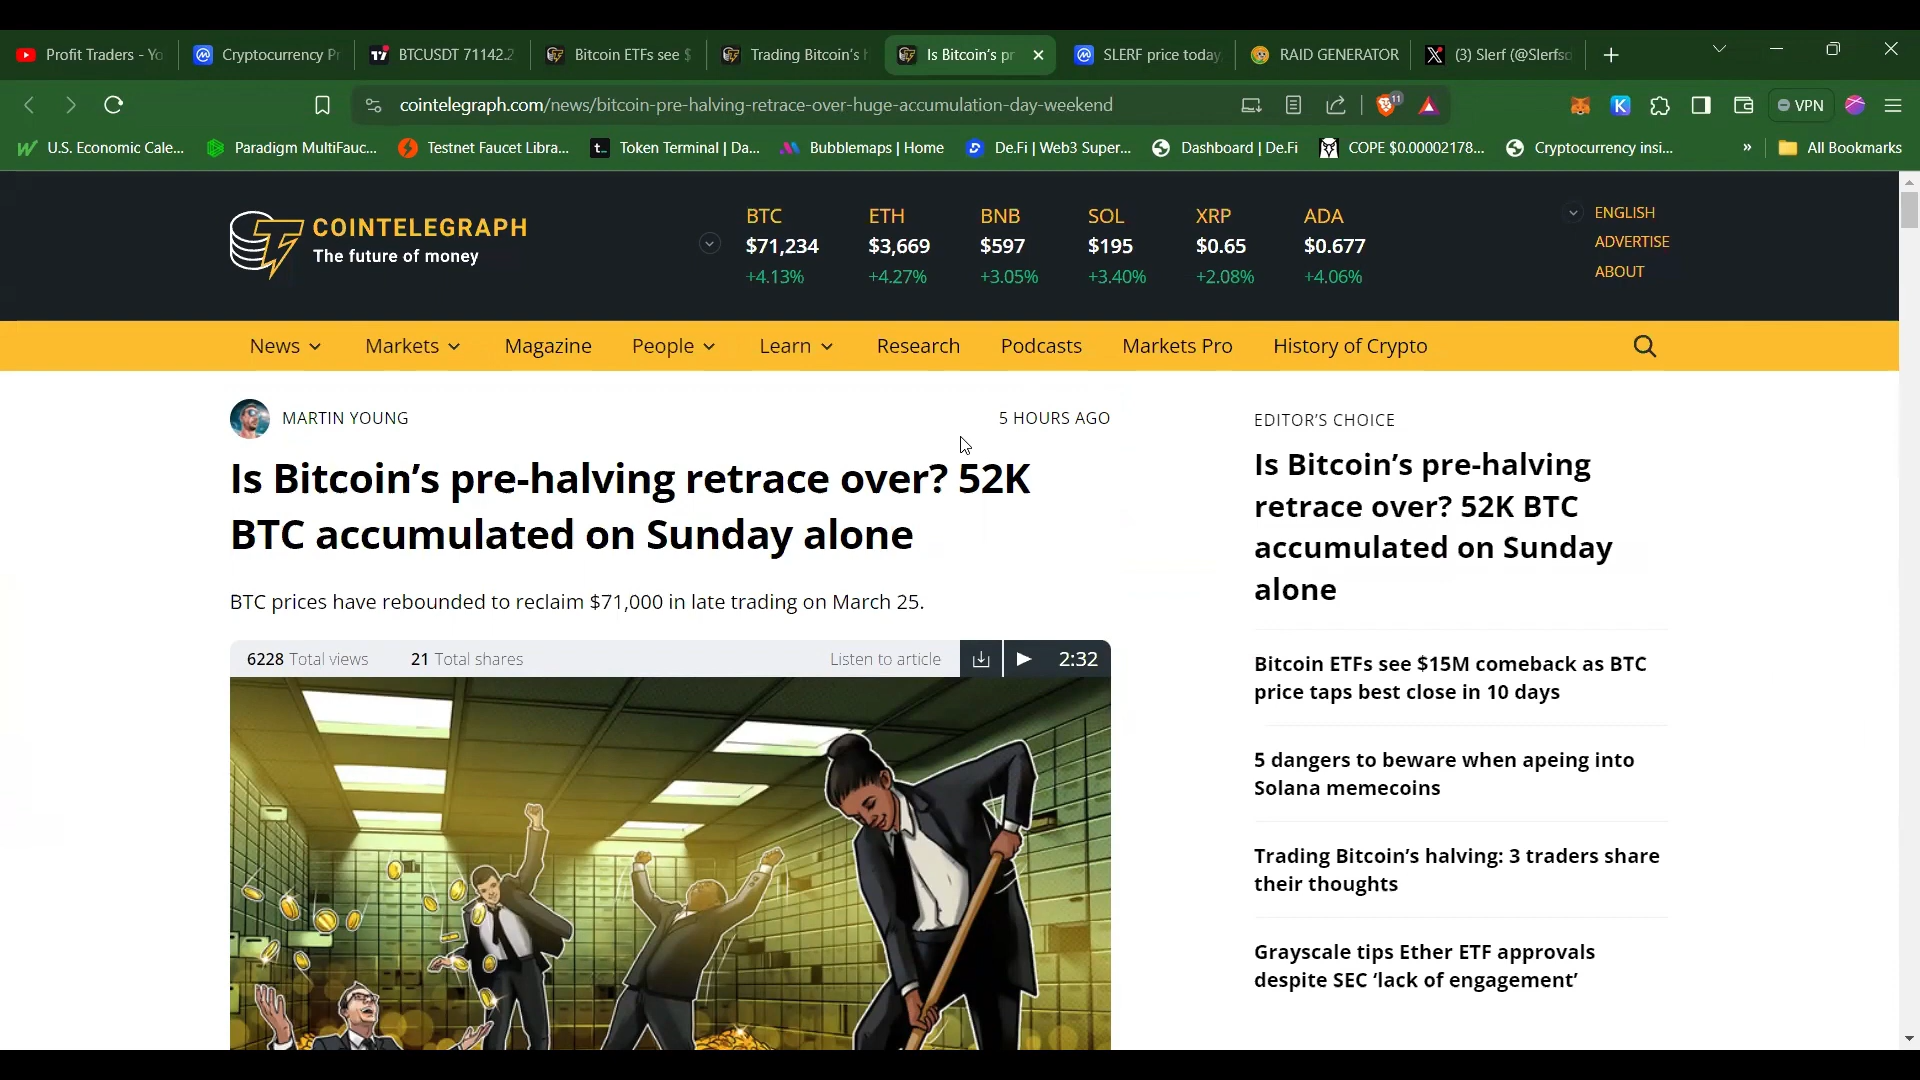 Profit Traders - Yo
Cryptocurrency Pr
BTCUSDT 71142.2
Bitcoin ETFs see $
Trading Bitcoin's h
Is Bitcoin's pr
SLERF price today,
RAID GENERATOR
(3) Slerf (@Slerfsc
cointelegraph.com/news/bitcoin-pre-halving-retrace-over-huge-accumulation-day-weekend
11
VPN
U.S. Economic Cale...
Paradigm MultiFauc...
Testnet Faucet Libra...
Token Terminal | Da...
Bubblemaps | Home
De.Fi | Web3 Super...
Dashboard | De.Fi
COPE $0.00002178...
Cryptocurrency insi...
»
All Bookmarks
COINTELEGRAPH
The future of money
BTC ETH BNB SOL XRP ADA
$71,234 $3,669 $597 $195 $0.65 $0.677
+4.13% +4.27% +3.05% +3.40% +2.08% +4.06%
ENGLISH
ADVERTISE
ABOUT
News Markets Magazine People Learn Research Podcasts Markets Pro History of Crypto
MARTIN YOUNG
5 HOURS AGO
Is Bitcoin's pre-halving retrace over? 52K
BTC accumulated on Sunday alone
BTC prices have rebounded to reclaim $71,000 in late trading on March 25.
6228 Total views 21 Total shares Listen to article 2:32
EDITOR'S CHOICE
Is Bitcoin's pre-halving
retrace over? 52K BTC
accumulated on Sunday
alone
Bitcoin ETFs see $15M comeback as BTC
price taps best close in 10 days
5 dangers to beware when apeing into
Solana memecoins
Trading Bitcoin's halving: 3 traders share
their thoughts
Grayscale tips Ether ETF approvals
despite SEC 'lack of engagement'